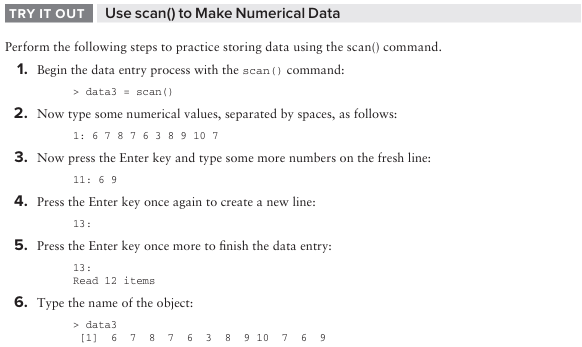 TRY IT OUT Use scan() to Make Numerical Data
Perform the following steps to practice storing data using the scan() command.
1. Begin the data entry process with the scan() command:
> data3 = scan()
2. Now type some numerical values, separated by spaces, as follows:
1: 6 7 8 7 6 3 8 9 10 7
3. Now press the Enter key and type some more numbers on the fresh line:
11: 6 9
4. Press the Enter key once again to create a new line:
13:
5. Press the Enter key once more to finish the data entry:
13:
Read 12 items
6. Type the name of the object:
> data3
[1] 6 7 8 7 6 3 8 9 10 7 6 9